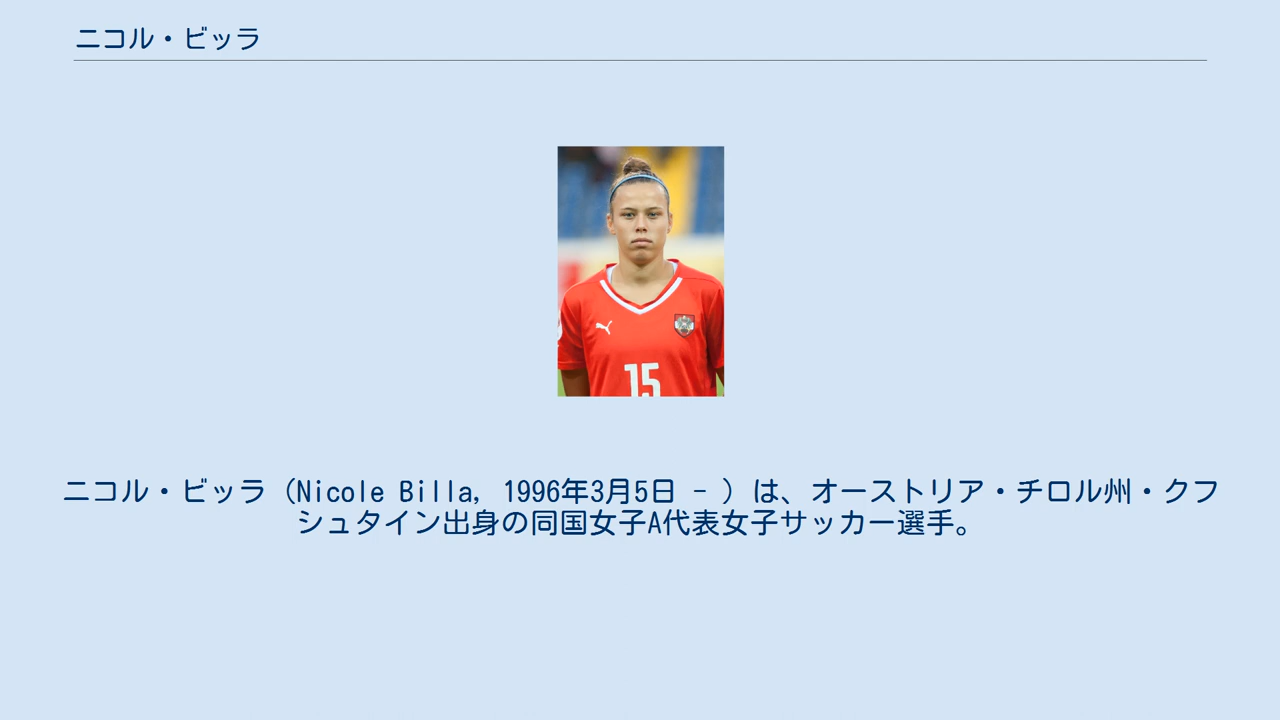 ニコル・ビッラ
15
ニコル・ビッラ（Nicole Billa, 1996年3月5日 - ）は、オーストリア・チロル州・クフ
シュタイン出身の同国女子A代表女子サッカー選手。